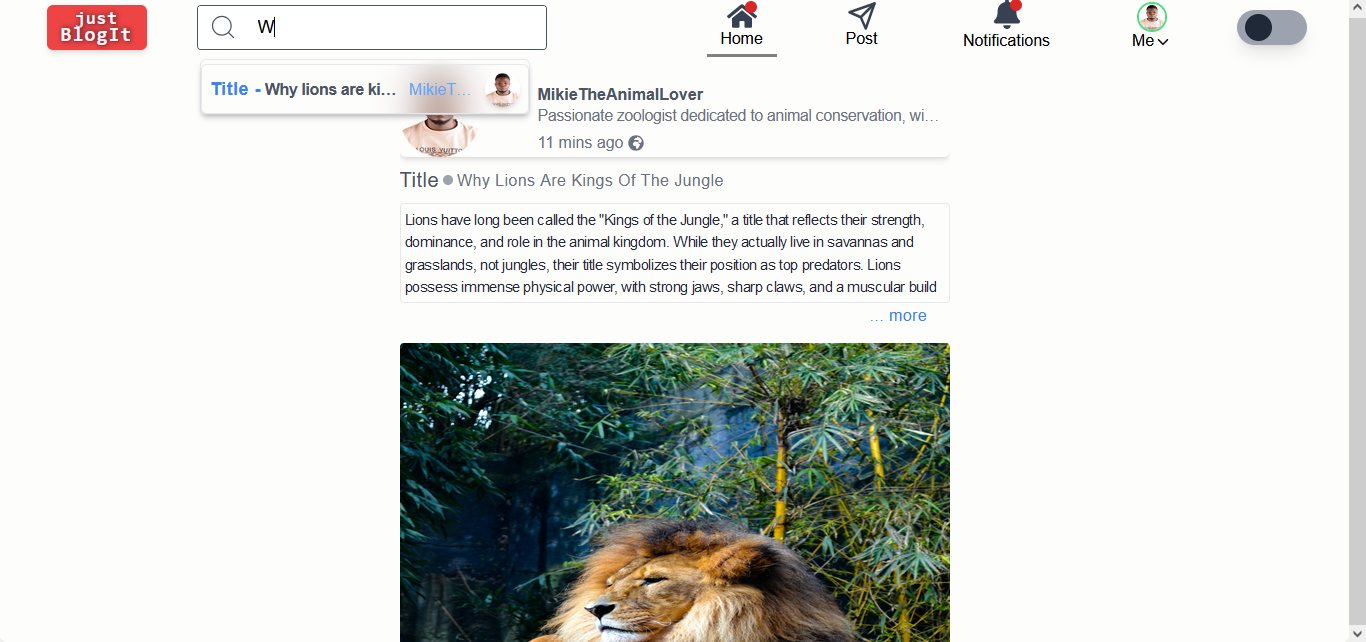 just
BlogIt
W
Home
Post
Notifications
Me
Title - Why lions are ki…
MikieT…
MikieTheAnimalLover
Passionate zoologist dedicated to animal conservation, wi…
11 mins ago
LOUIS VUITTO
Title Why Lions Are Kings Of The Jungle
Lions have long been called the "Kings of the Jungle," a title that reflects their strength,
dominance, and role in the animal kingdom. While they actually live in savannas and
grasslands, not jungles, their title symbolizes their position as top predators. Lions
possess immense physical power, with strong jaws, sharp claws, and a muscular build
... more